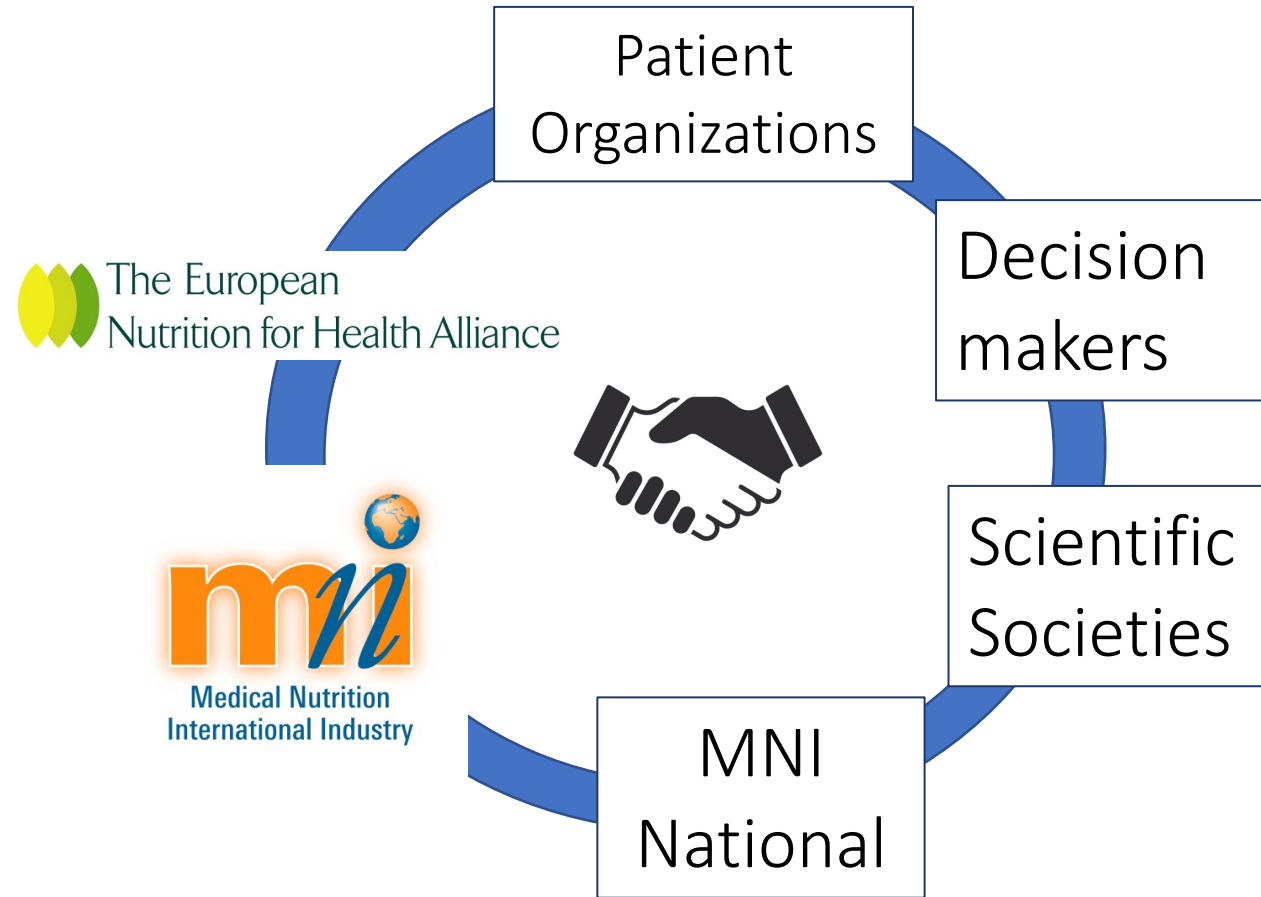 Patient
Organizations
Decision
makers
The European
Nutrition for Health Alliance
Scientific
Societies
mni
Medical Nutrition
International Industry
MNI
National